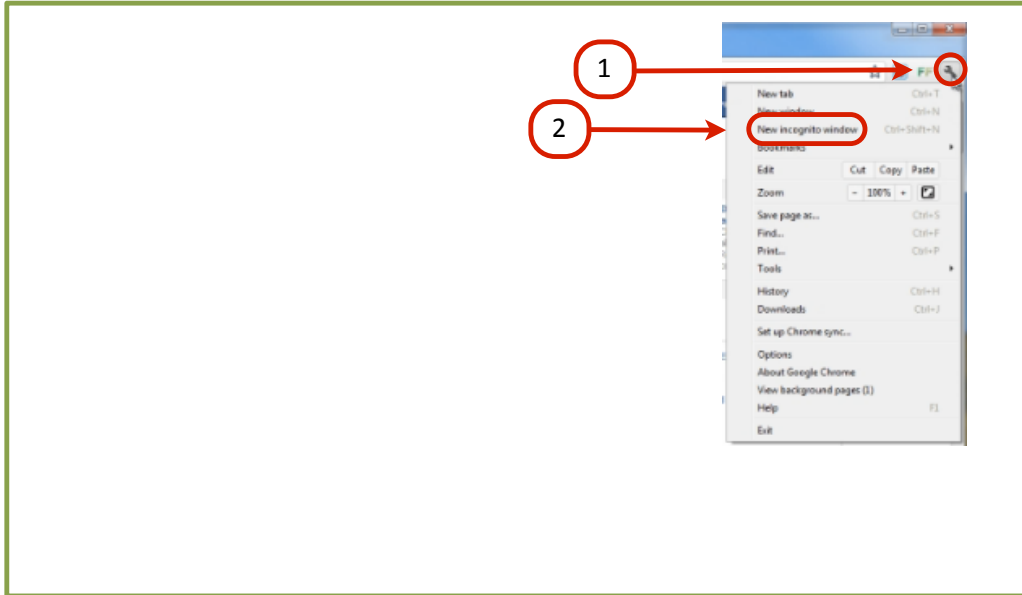 1
New tab Ctrl+T
New window Ctrl+N
2
New incognito window Ctrl+Shift+N
Bookmarks
Edit Cut Copy Paste
Zoom - 100% +
Save page as... Ctrl+S
Find... Ctrl+F
Print... Ctrl+P
Tools
History Ctrl+H
Downloads Ctrl+J
Set up Chrome sync...
Options
About Google Chrome
View background pages (1)
Help F1
Exit